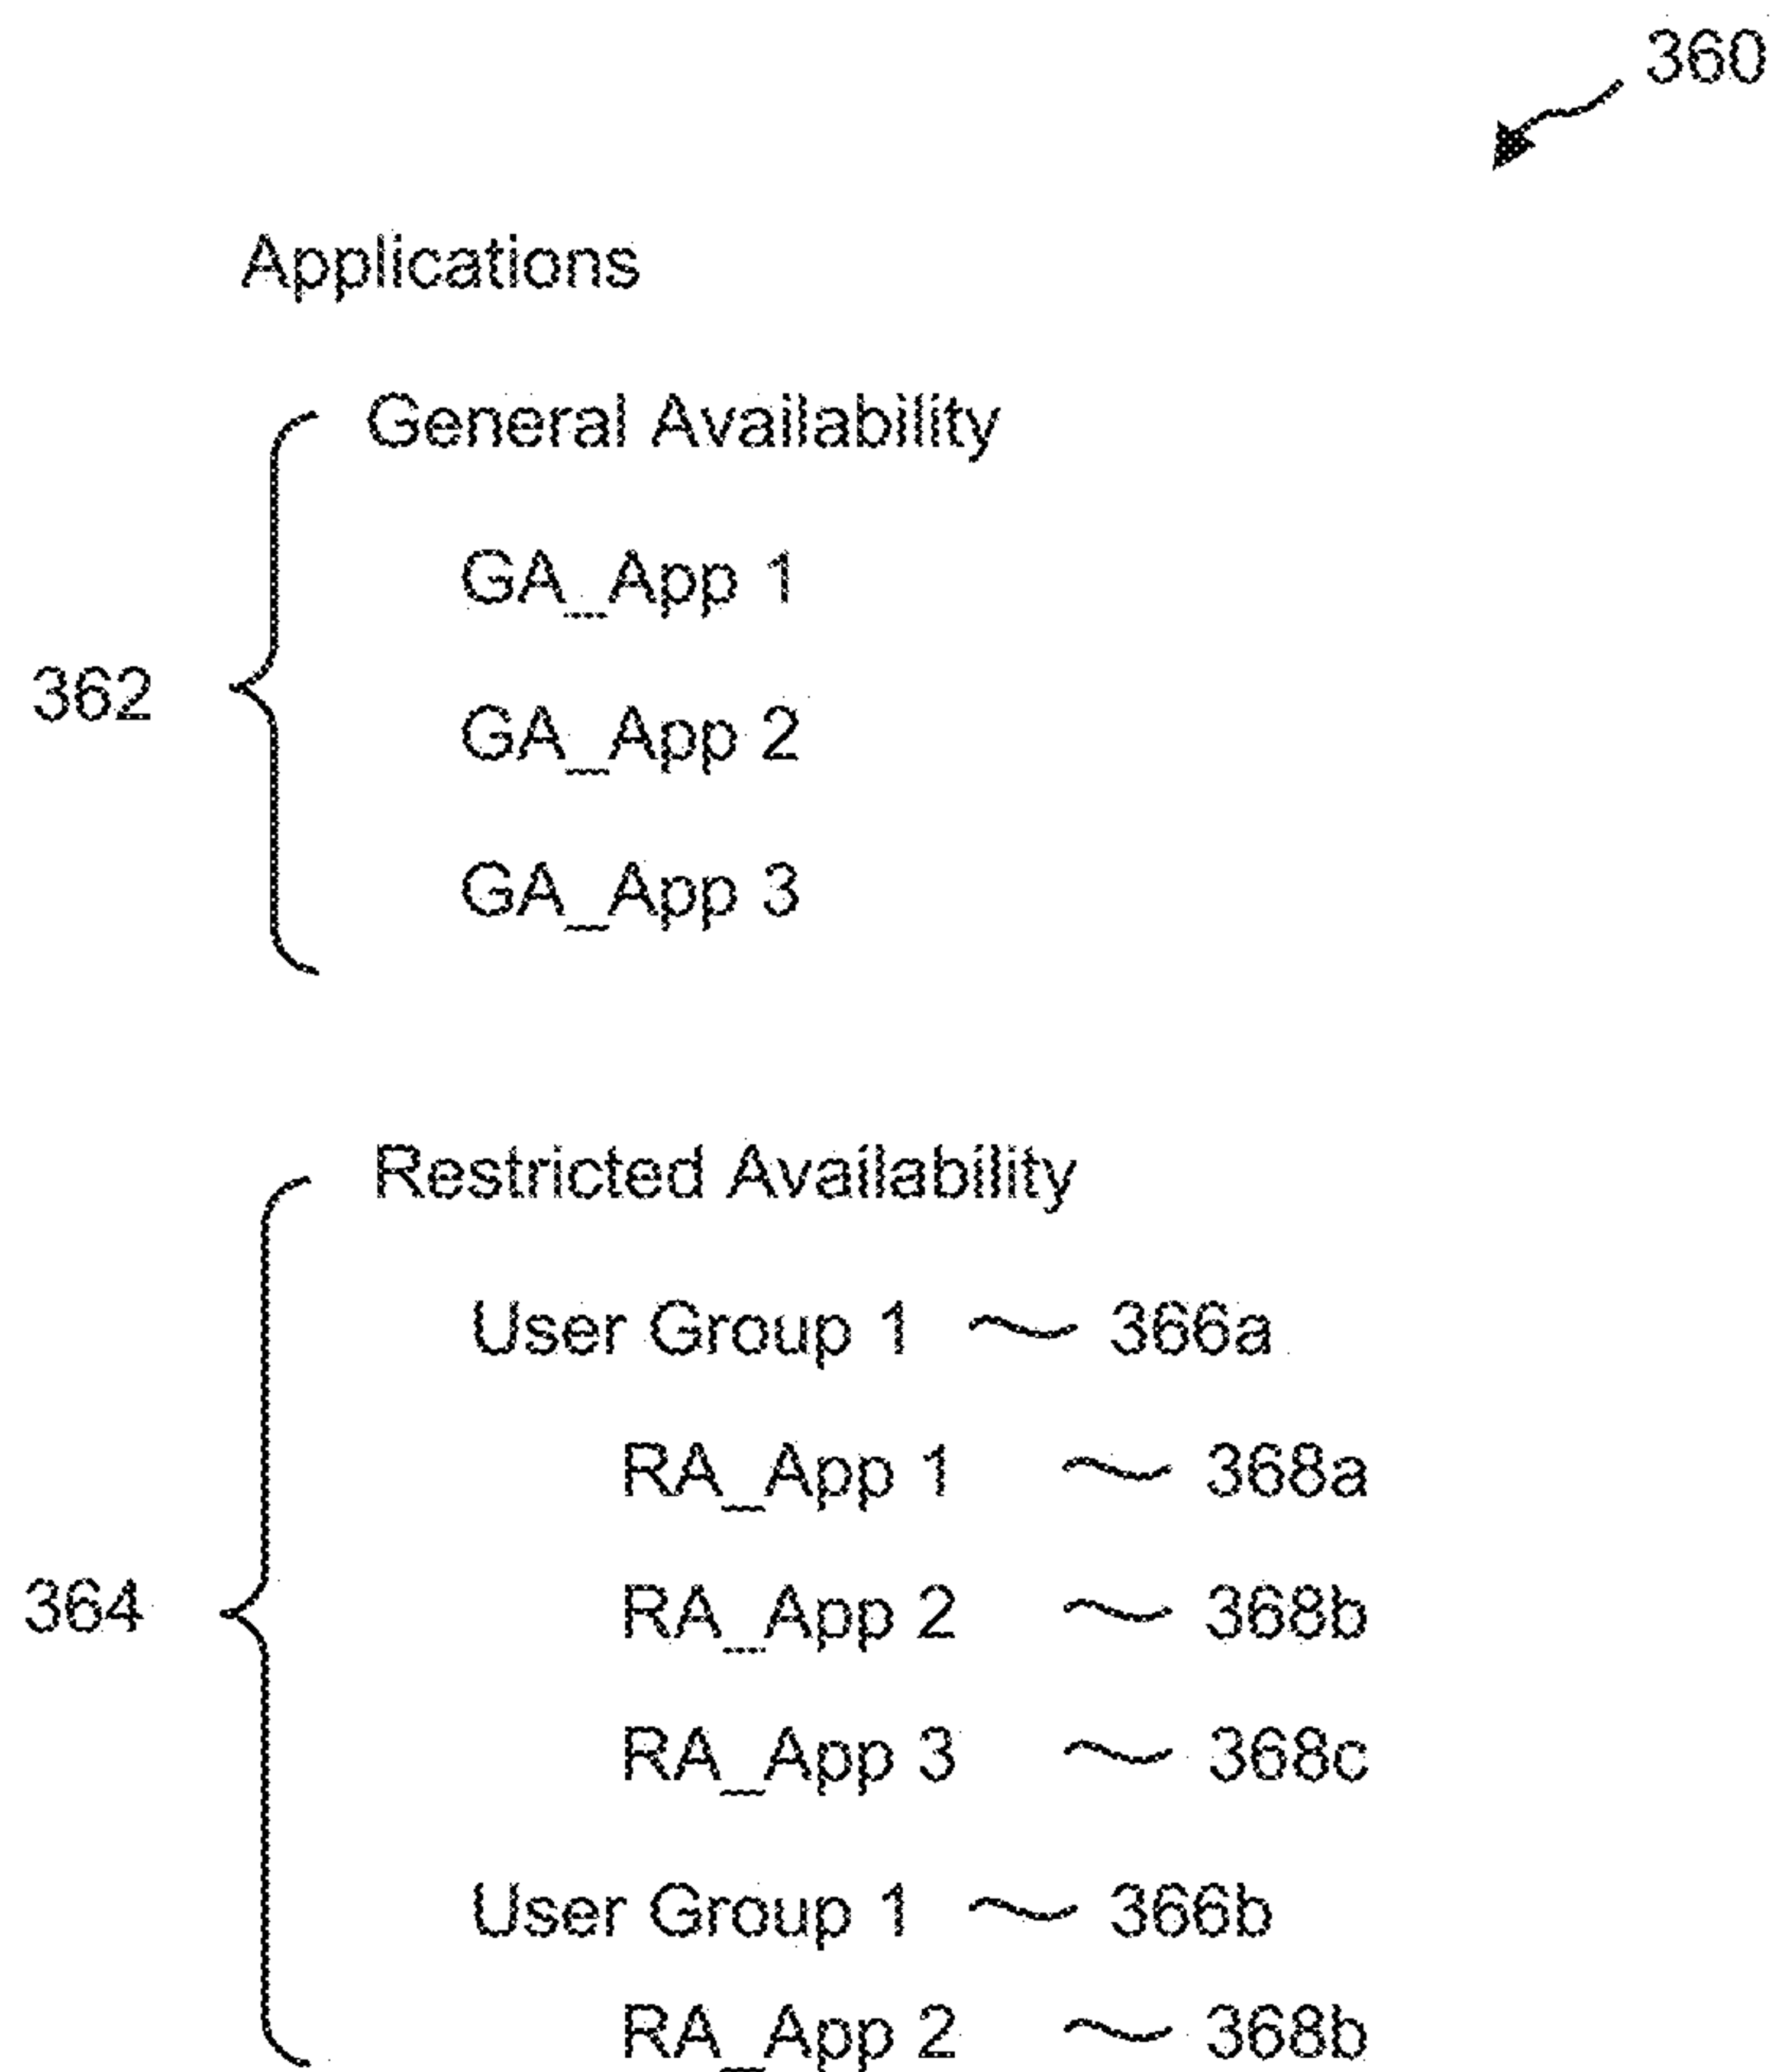 360
Applications
General Availability
GA_App 1
362
GA_App 2
GA_App 3
Restricted Availability
User Group 1 366a
RA_App 1 368a
364
RA_App 2 368b
RA_App 3 368c
User Group 1 366b
RA_App 2 368b